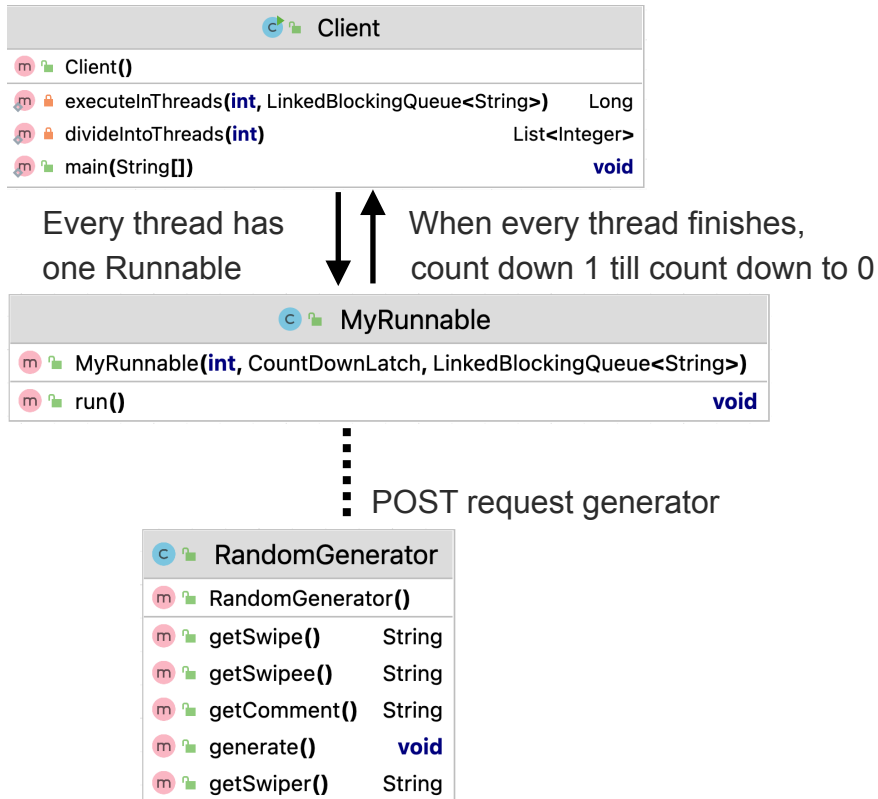 Client
Client()
executeInThreads(int, LinkedBlockingQueue<String>) Long
divideIntoThreads(int) List<Integer>
main(String[]) void
Every thread has
one Runnable
When every thread finishes,
count down 1 till count down to 0
MyRunnable
MyRunnable(int, CountDownLatch, LinkedBlockingQueue<String>)
run() void
POST request generator
RandomGenerator
RandomGenerator()
getSwipe() String
getSwipee() String
getComment() String
generate() void
getSwiper() String